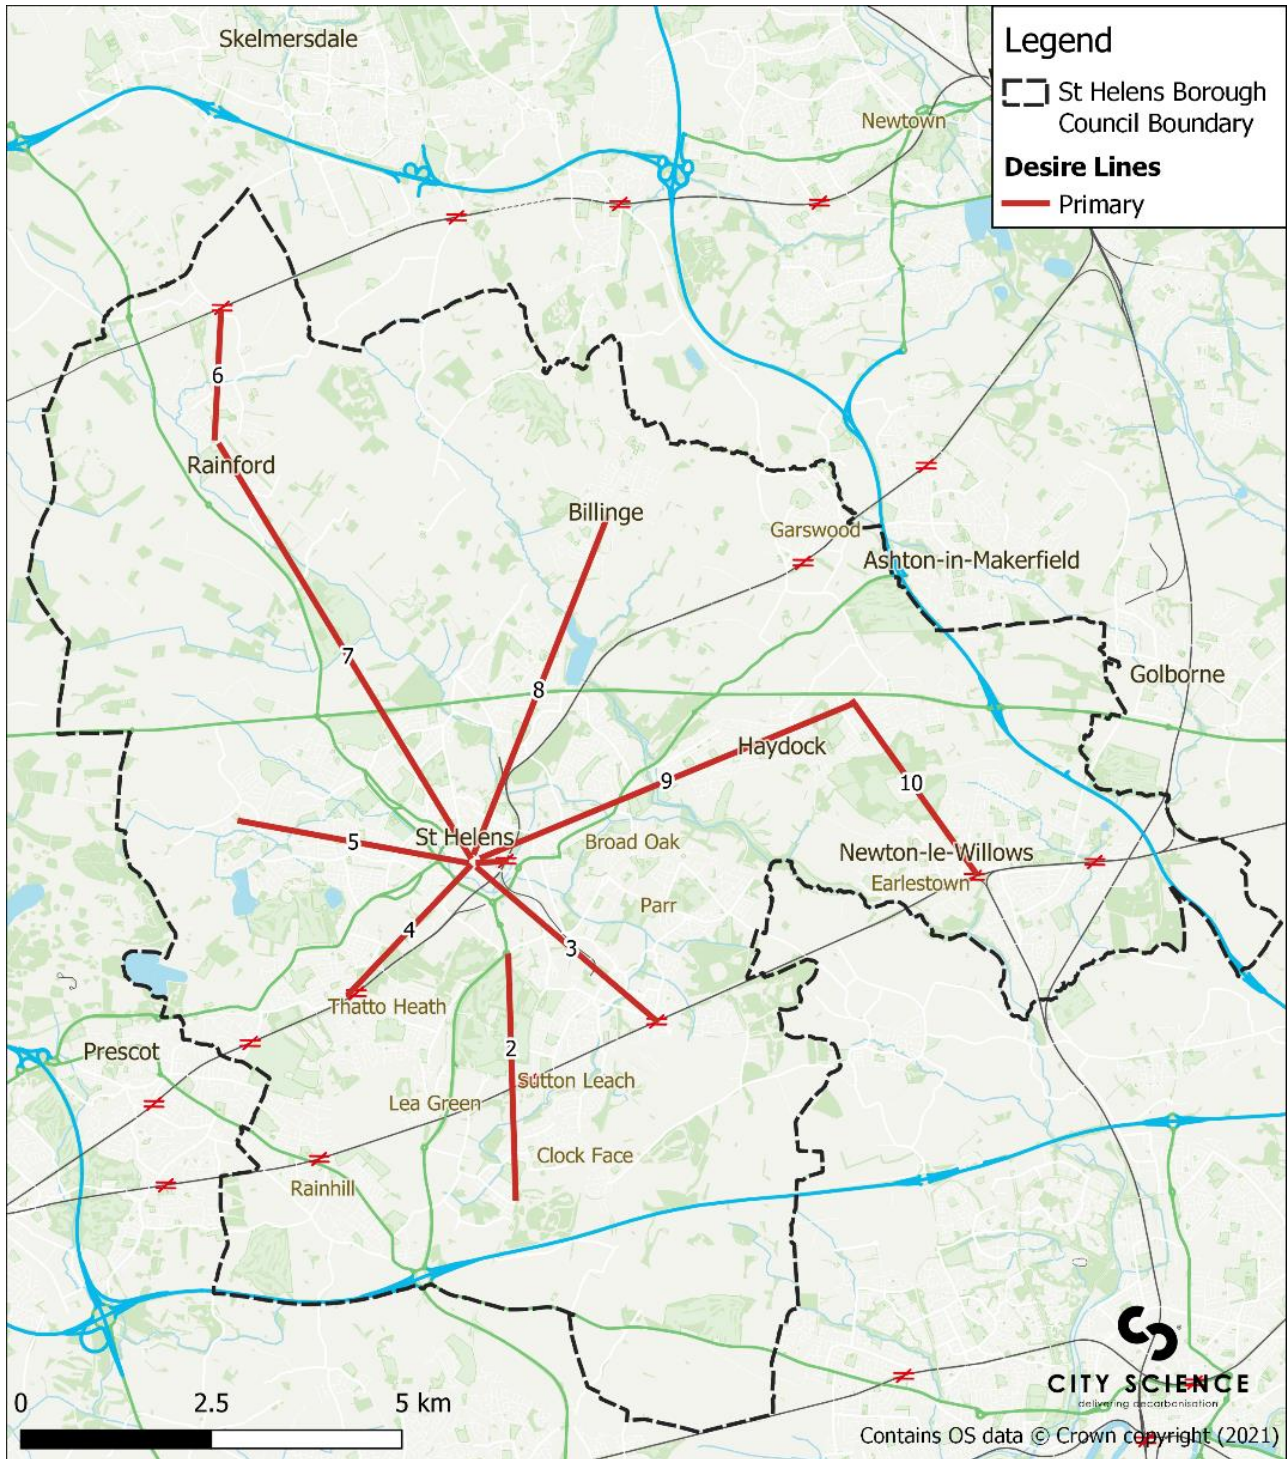 Skelmersdale
Legend
St Helens Borough
Council Boundary
Desire Lines
Primary
Newtown
6
Rainford
Billinge
Garswood
Ashton-in-Makerfield
7
8
Golborne
Haydock
9
10
5
St Helens
Broad Oak
Newton-le-Willows
Earlestown
Parr
4
3
Thatto Heath
Prescot
2
Sutton Leach
Lea Green
Clock Face
Rainhill
0 2.5 5 km
CITY SCIENCE
delivering decarbonisation
Contains OS data © Crown copyright (2021)